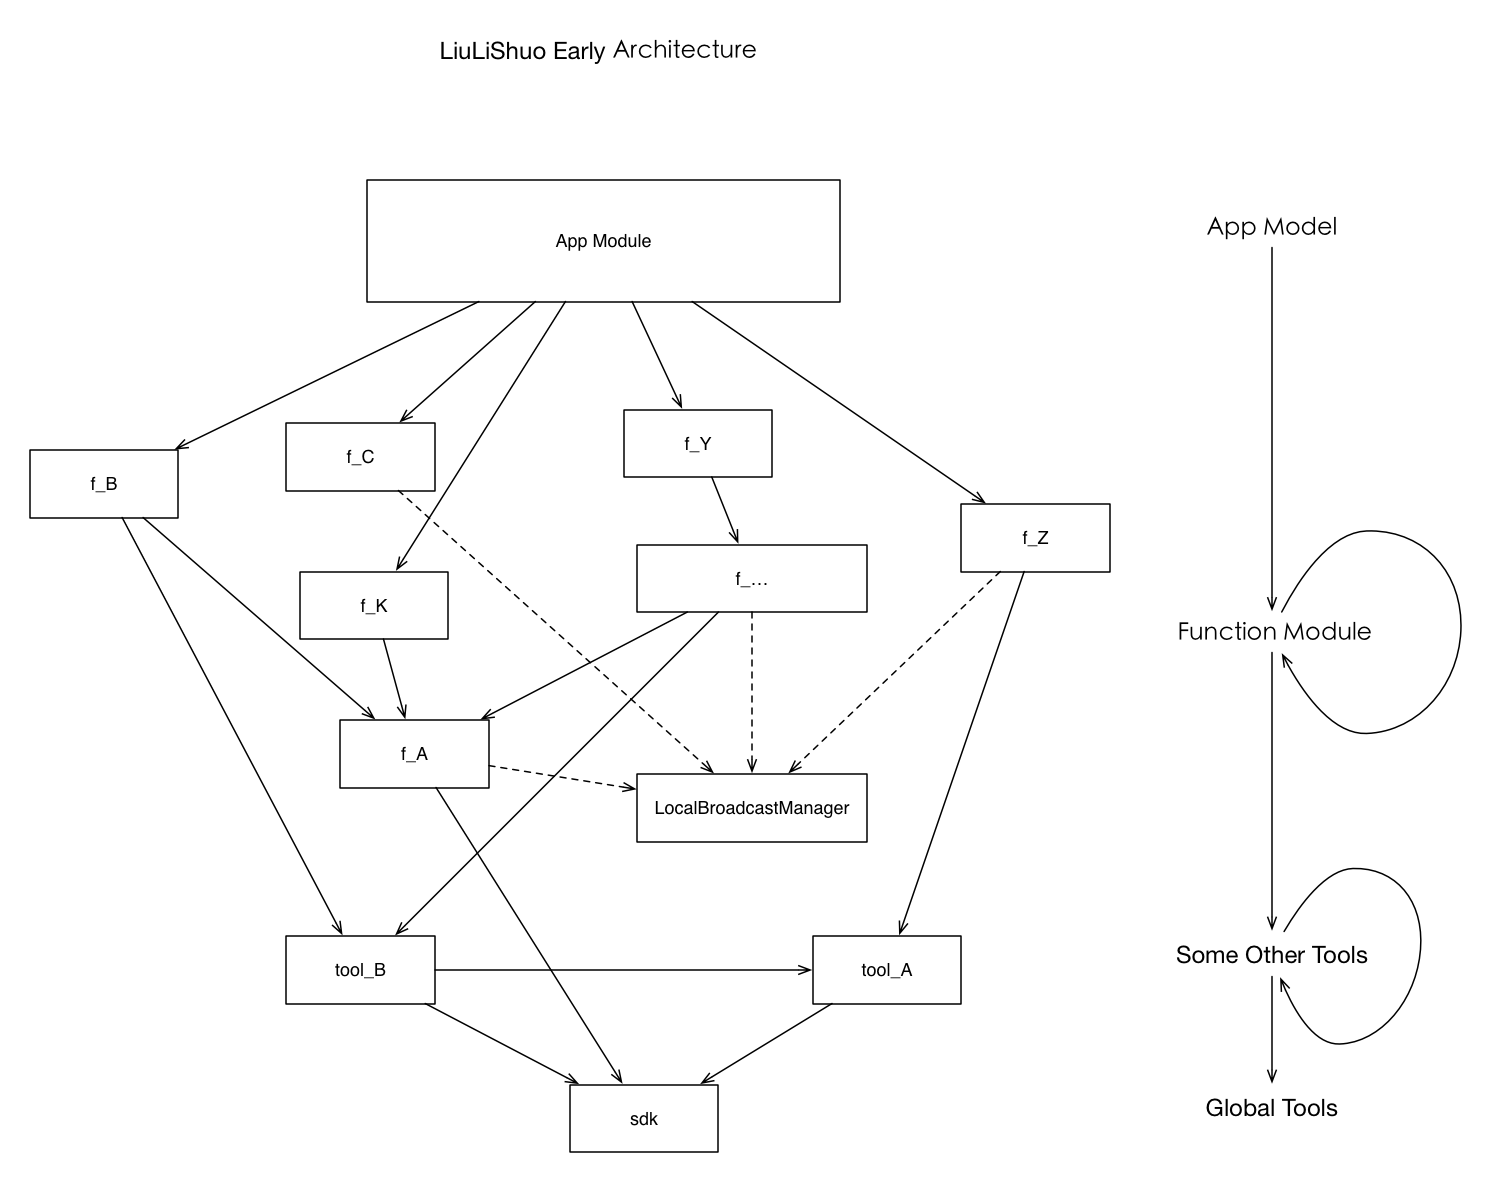 LiuLiShuo Early Architecture
App Module
App Model
f_C
f_Y
f_B
f_Z
f_...
f_K
Function Module
f_A
LocalBroadcastManager
Some Other Tools
tool_B
tool_A
Global Tools
sdk